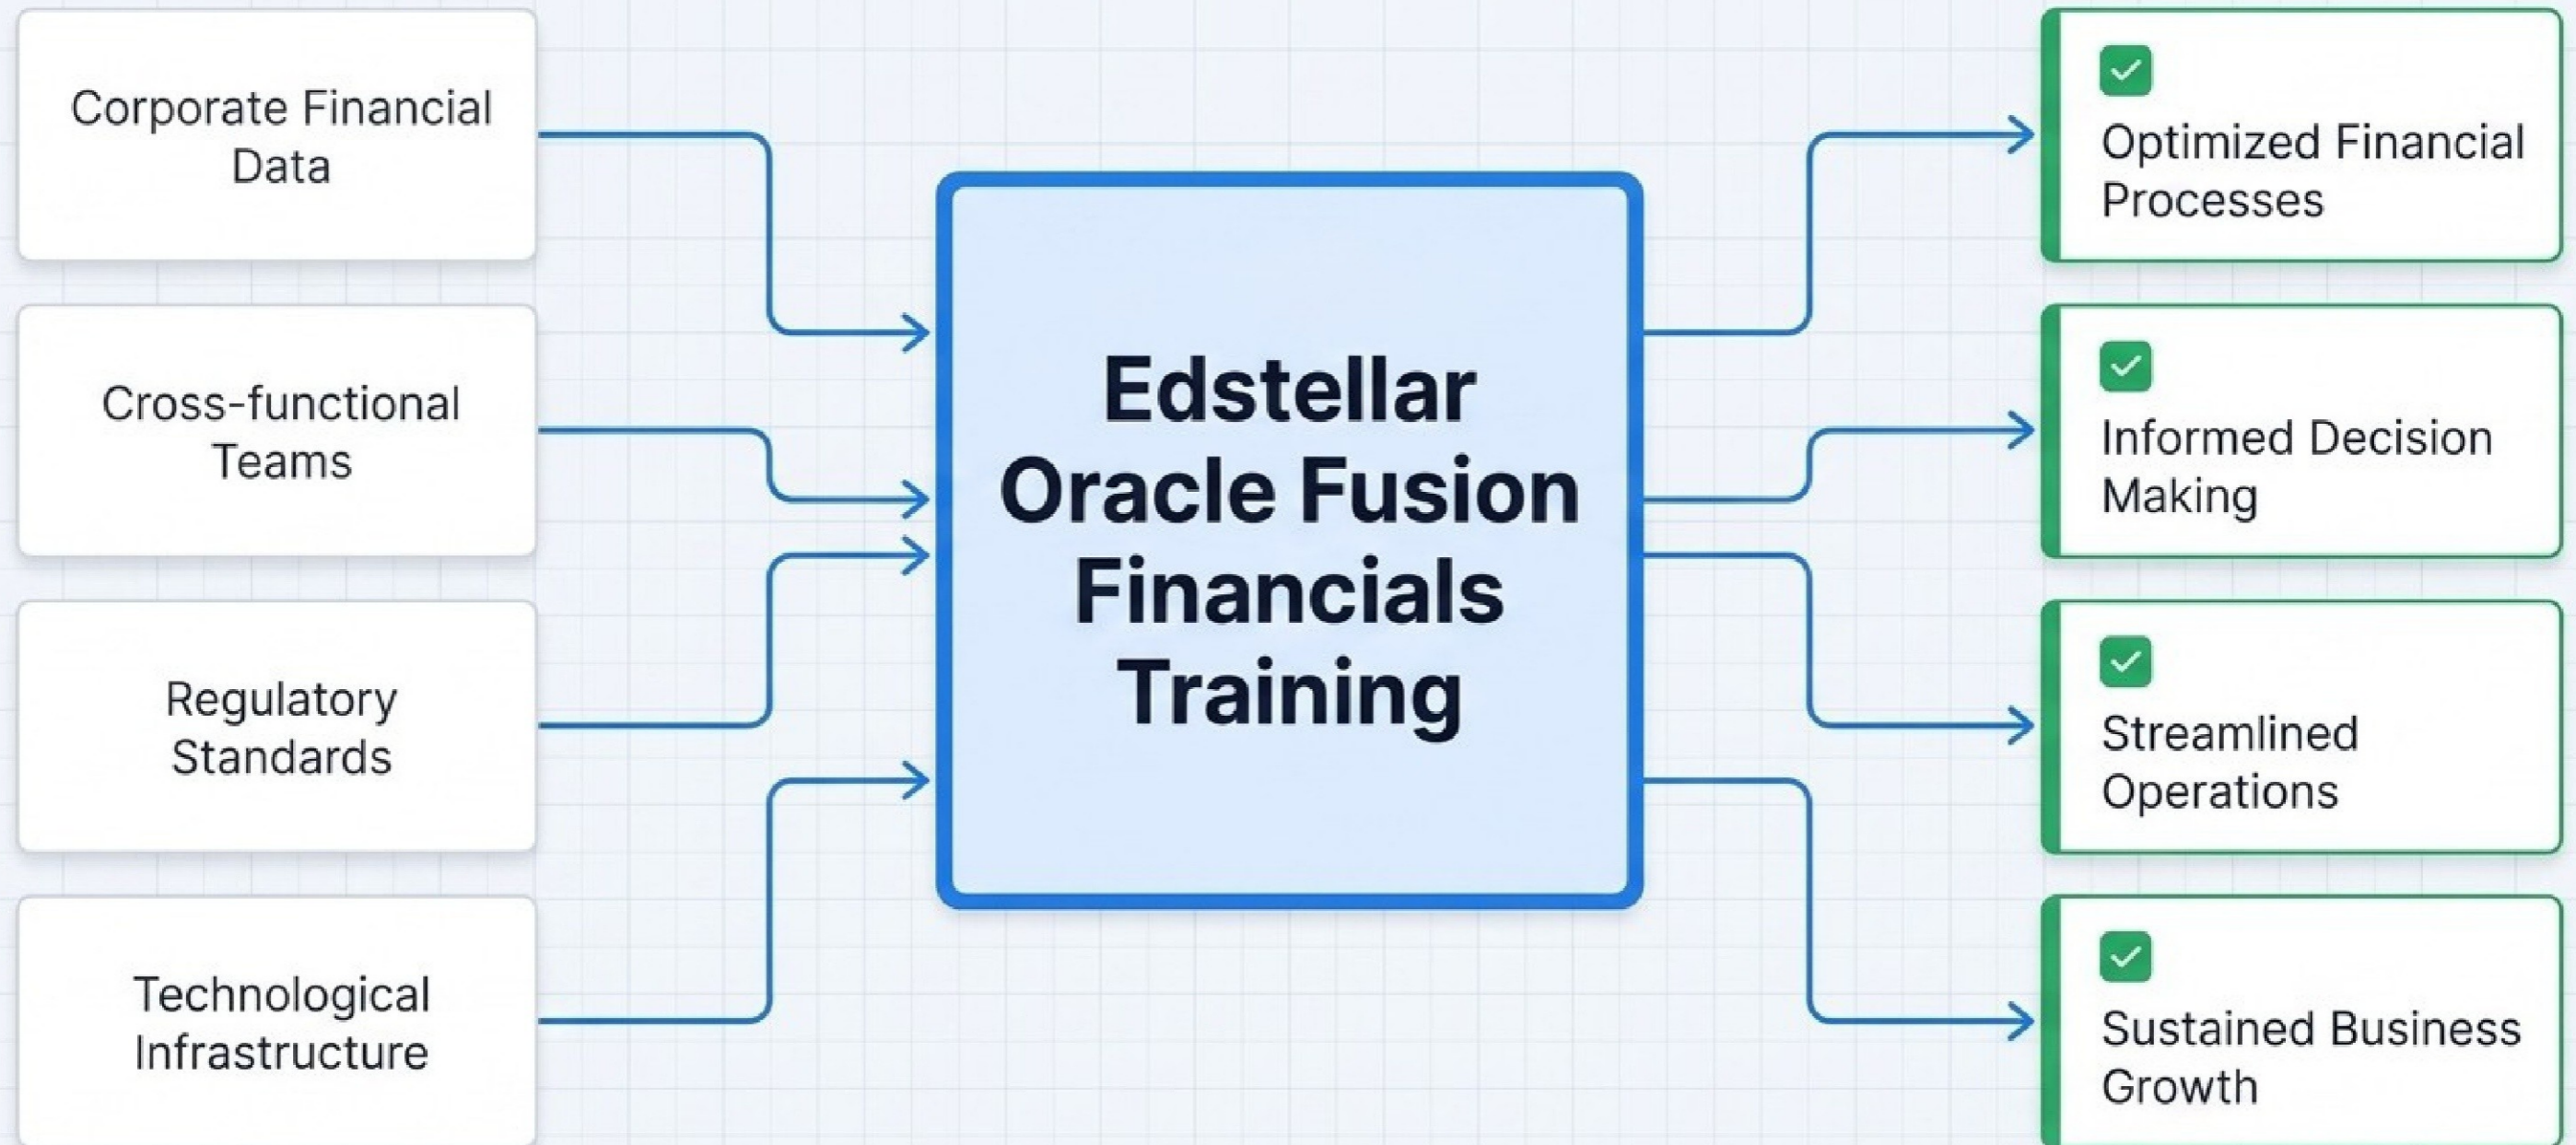 Corporate Financial
Data
Cross-functional
Teams
Regulatory
Standards
Technological
Infrastructure
Edstellar
Oracle Fusion
Financials
Training
Optimized Financial
Processes
Informed Decision
Making
Streamlined
Operations
Sustained Business
Growth